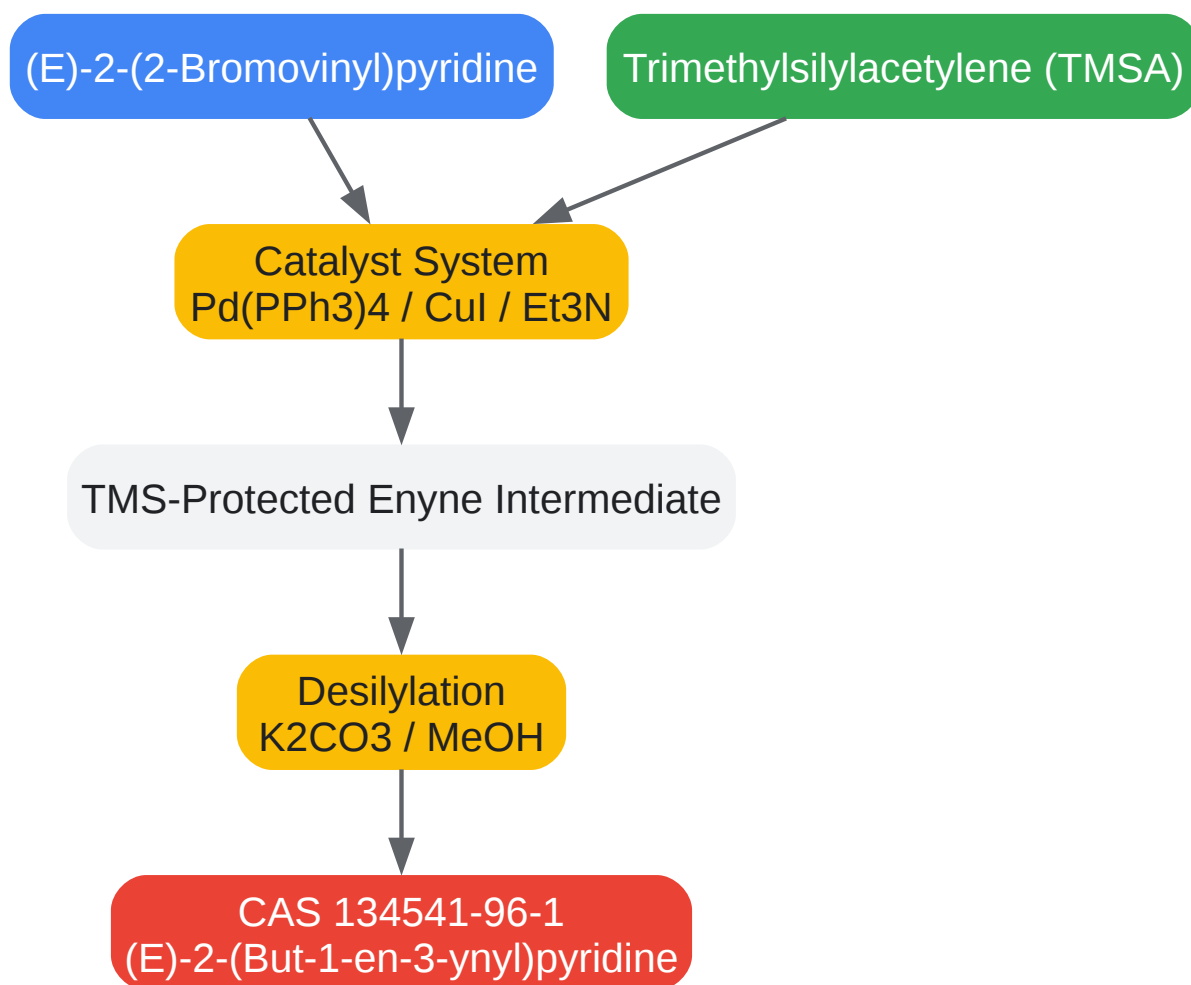 (E)-2-(2-Bromovinyl)pyridine
Trimethylsilylacetylene (TMSA)
Catalyst System
Pd(PPh3)4 / CuI / Et3N
TMS-Protected Enyne Intermediate
Desilylation
K2CO3 / MeOH
CAS 134541-96-1
(E)-2-(But-1-en-3-ynyl)pyridine